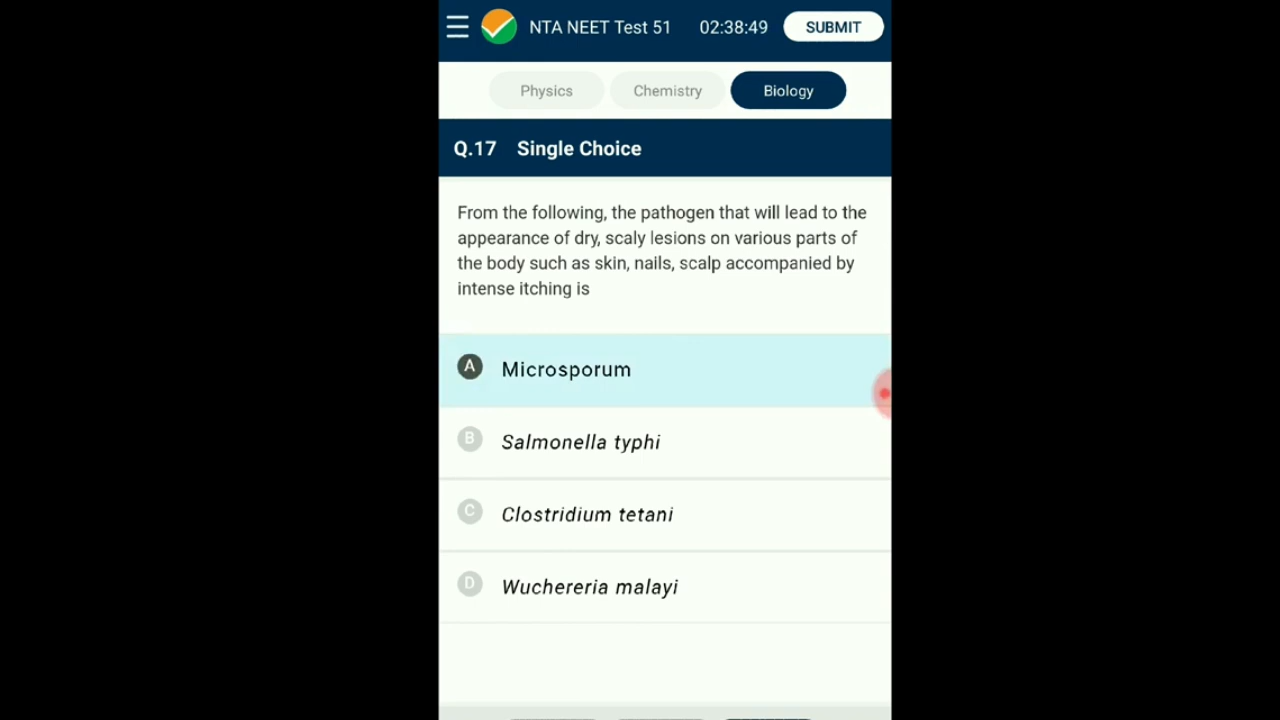 NTA NEET Test 51 02:38:49 SUBMIT
Physics Chemistry Biology
Q.17 Single Choice
From the following, the pathogen that will lead to the
appearance of dry, scaly lesions on various parts of
the body such as skin, nails, scalp accompanied by
intense itching is
A Microsporum
B Salmonella typhi
C Clostridium tetani
D Wuchereria malayi